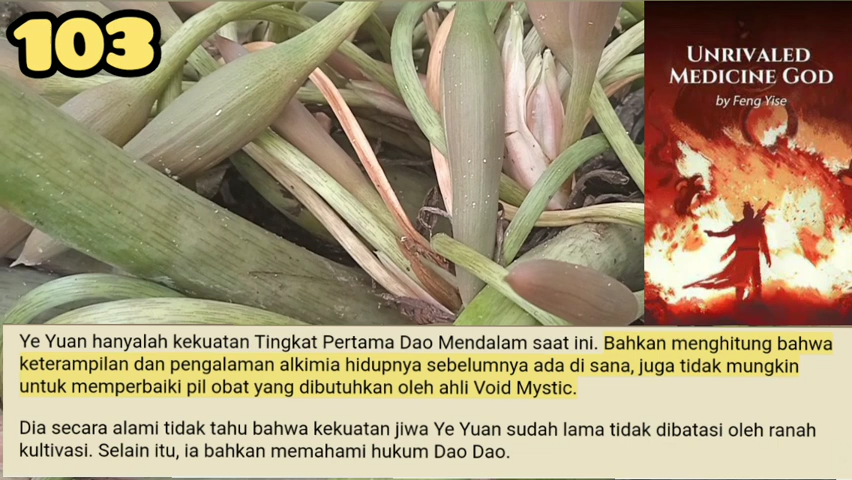 103
UNRIVALED
MEDICINE GOD
by Feng Yise
Ye Yuan hanyalah kekuatan Tingkat Pertama Dao Mendalam saat ini. Bahkan menghitung bahwa
keterampilan dan pengalaman alkimia hidupnya sebelumnya ada di sana, juga tidak mungkin
untuk memperbaiki pil obat yang dibutuhkan oleh ahli Void Mystic.
Dia secara alami tidak tahu bahwa kekuatan jiwa Ye Yuan sudah lama tidak dibatasi oleh ranah
kultivasi. Selain itu, ia bahkan memahami hukum Dao Dao.